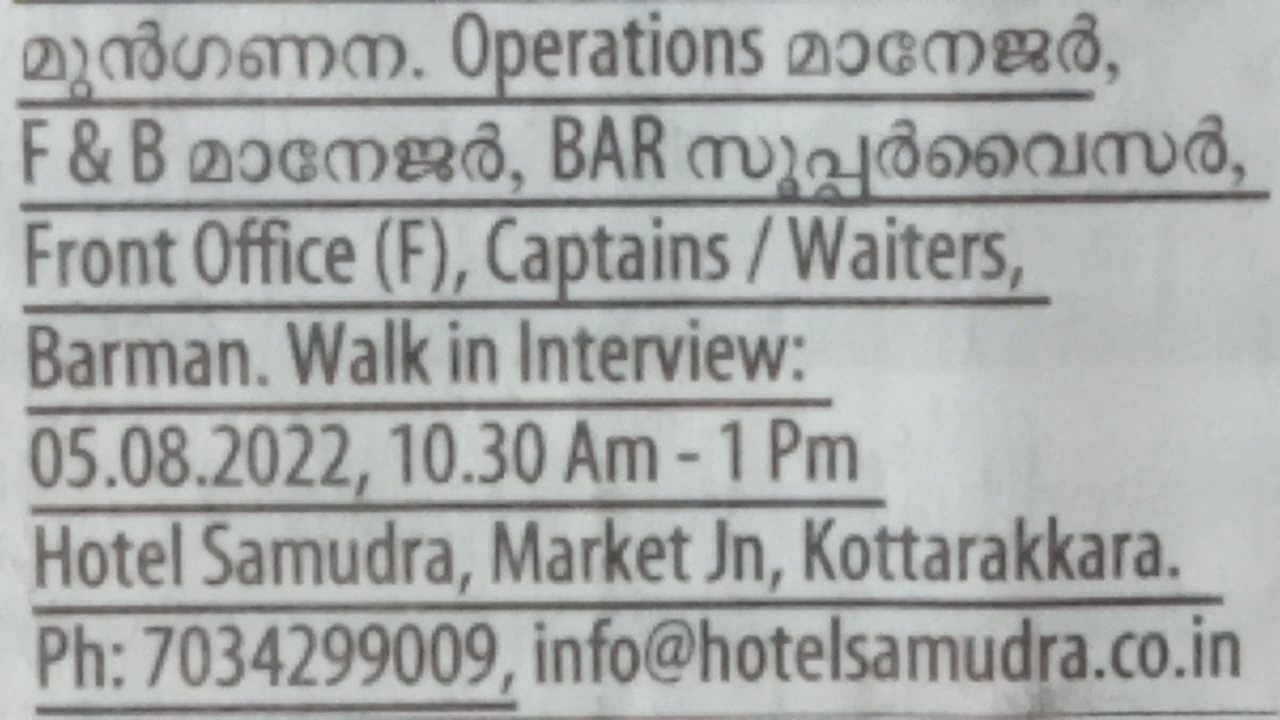 മുൻഗണന. Operations മാനേജർ,
F & B മാനേജർ, BAR സൂപ്പർവൈസർ,
Front Office (F), Captains / Waiters,
Barman. Walk in Interview:
05.08.2022, 10.30 Am - 1 Pm
Hotel Samudra, Market Jn, Kottarakkara.
Ph: 7034299009, info@hotelsamudra.co.in